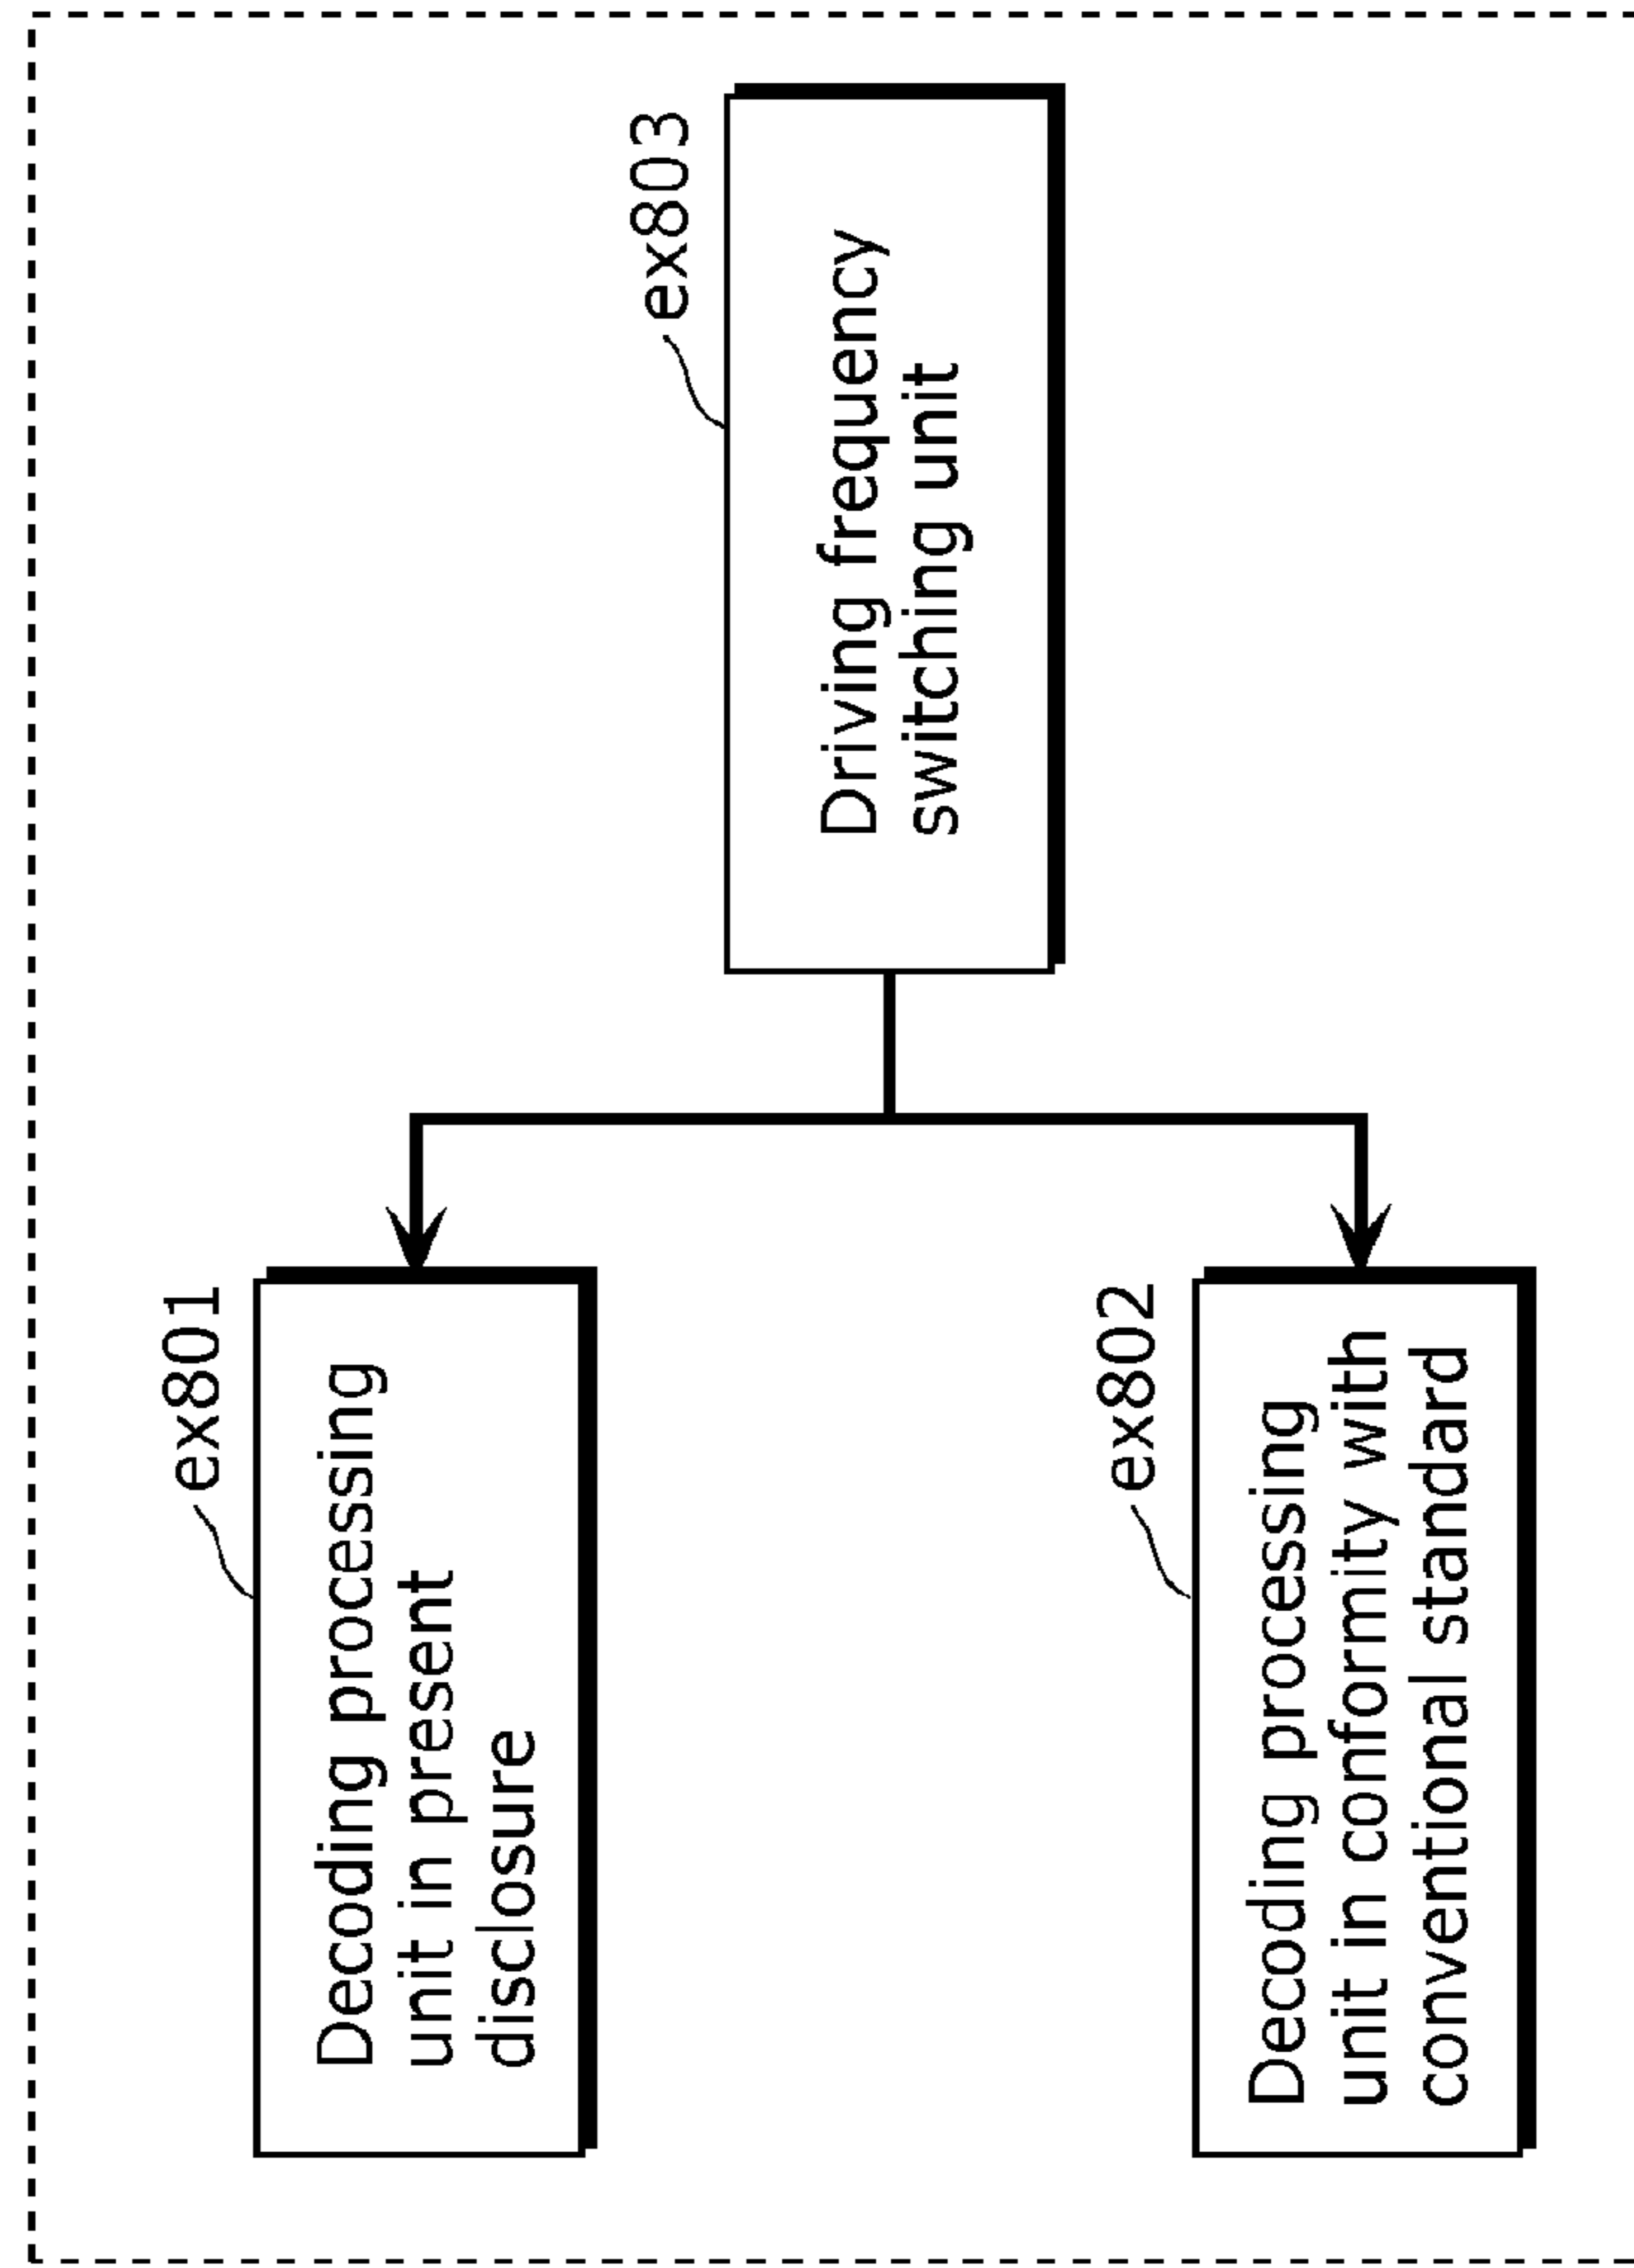 ex801
Decoding processing
unit in present
disclosure
ex803
Driving frequency
switching unit
ex802
Decoding processing
unit in conformity with
conventional standard